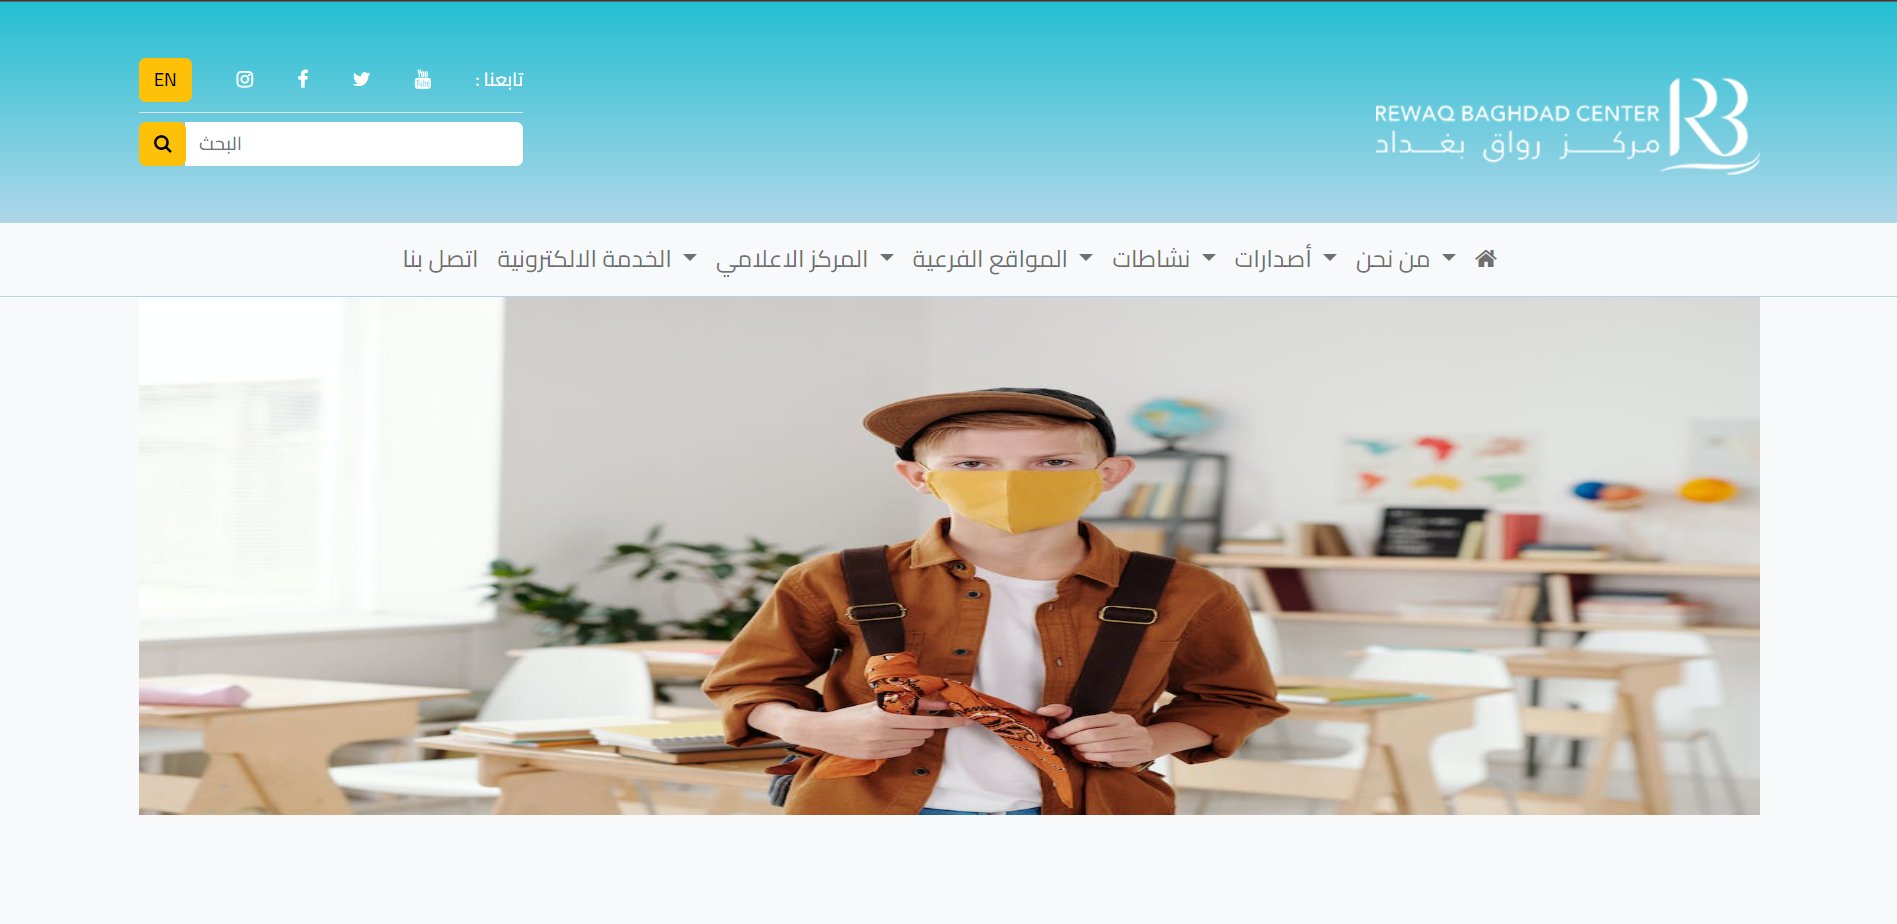 REWAQ BAGHDAD CENTER
مركـــز رواق بغـــداد
تابعنا :
EN
البحث
من نحن
أصدارات
نشاطات
المواقع الفرعية
المركز الاعلامي
الخدمة الالكترونية
اتصل بنا